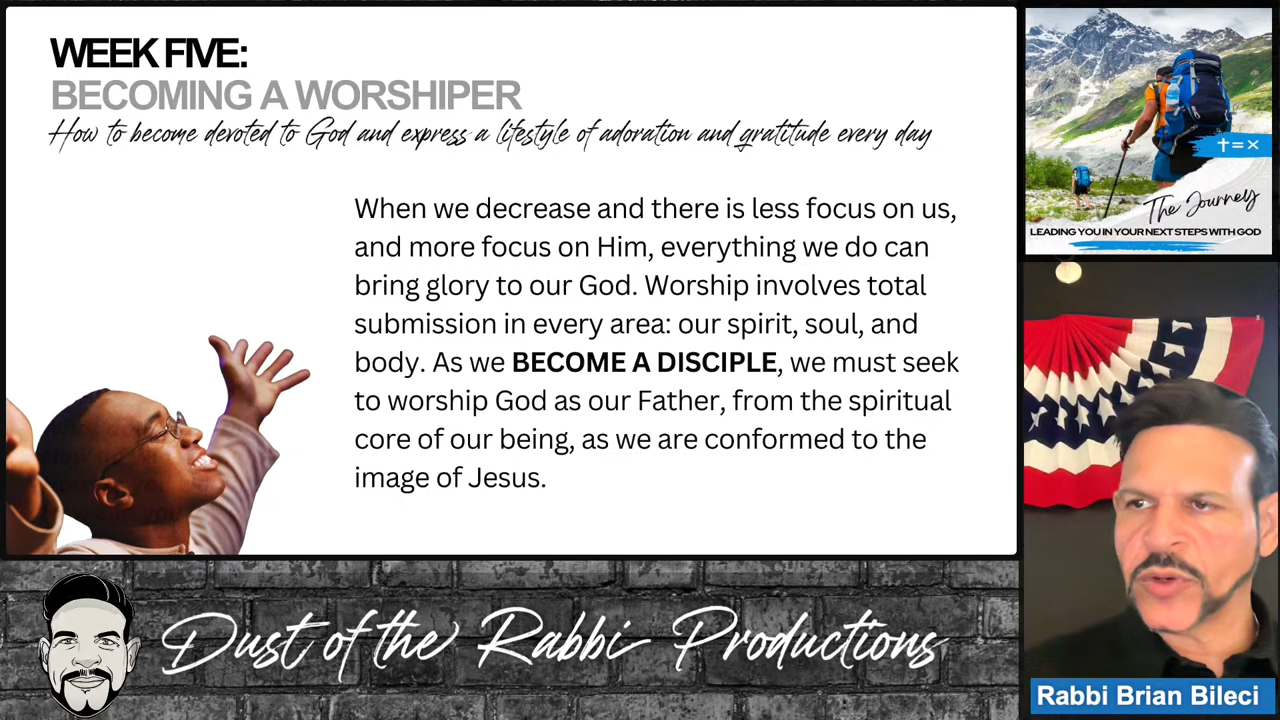 WEEK FIVE:
BECOMING A WORSHIPER
How to become devoted to God and express a lifestyle of adoration and gratitude every day
When we decrease and there is less focus on us,
and more focus on Him, everything we do can
bring glory to our God. Worship involves total
submission in every area: our spirit, soul, and
body. As we BECOME A DISCIPLE, we must seek
to worship God as our Father, from the spiritual
core of our being, as we are conformed to the
image of Jesus.
†=×
The Journey
LEADING YOU IN YOUR NEXT STEPS WITH GOD
Dust of the Rabbi Productions
Rabbi Brian Bileci